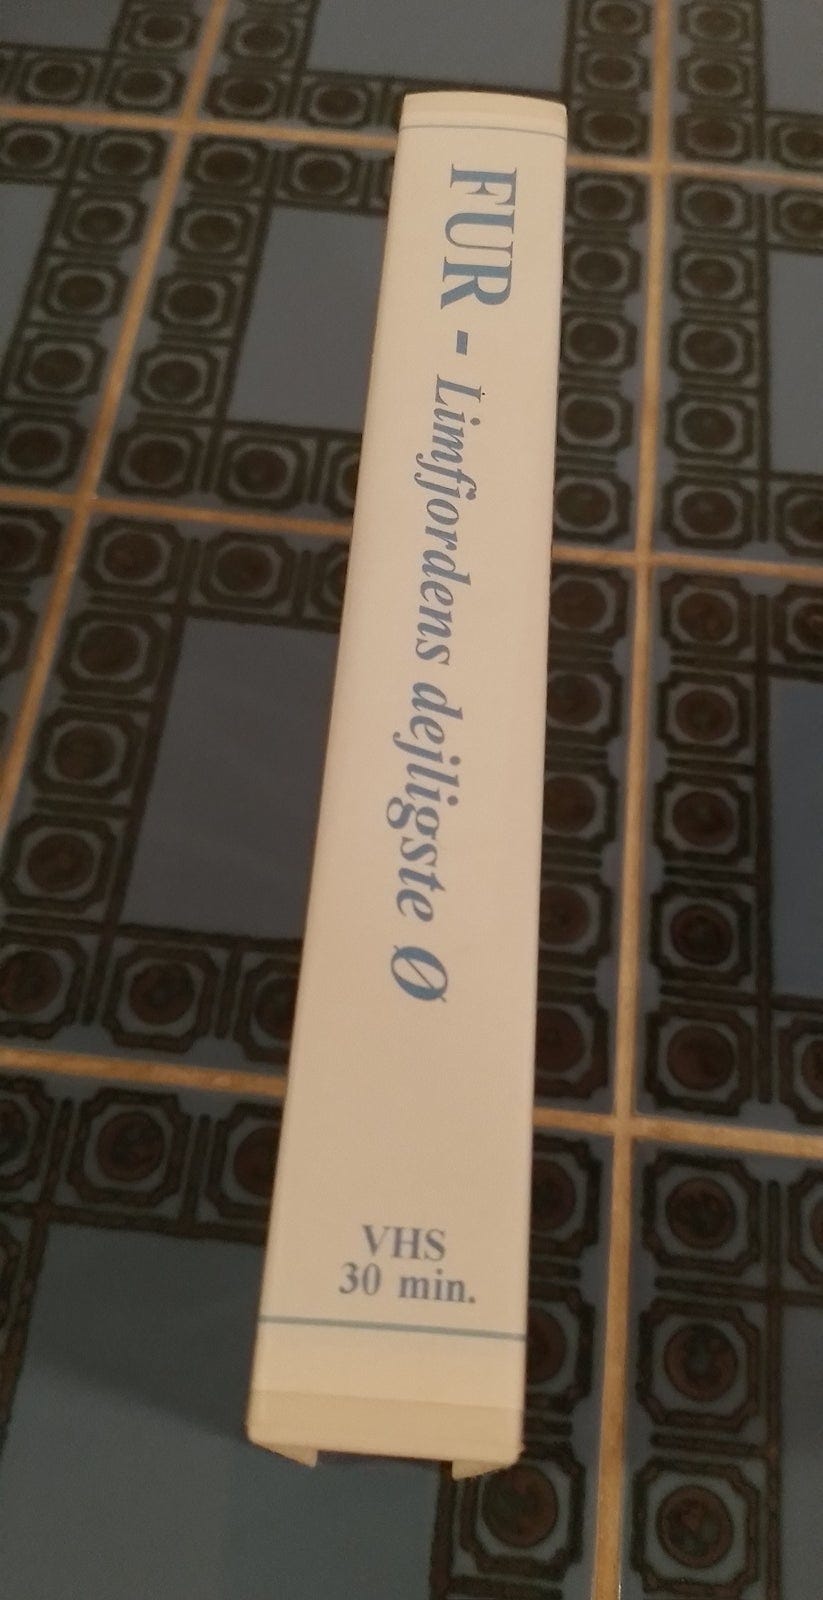 FUR - Limfjordens dejligste Ø
VHS
30 min.